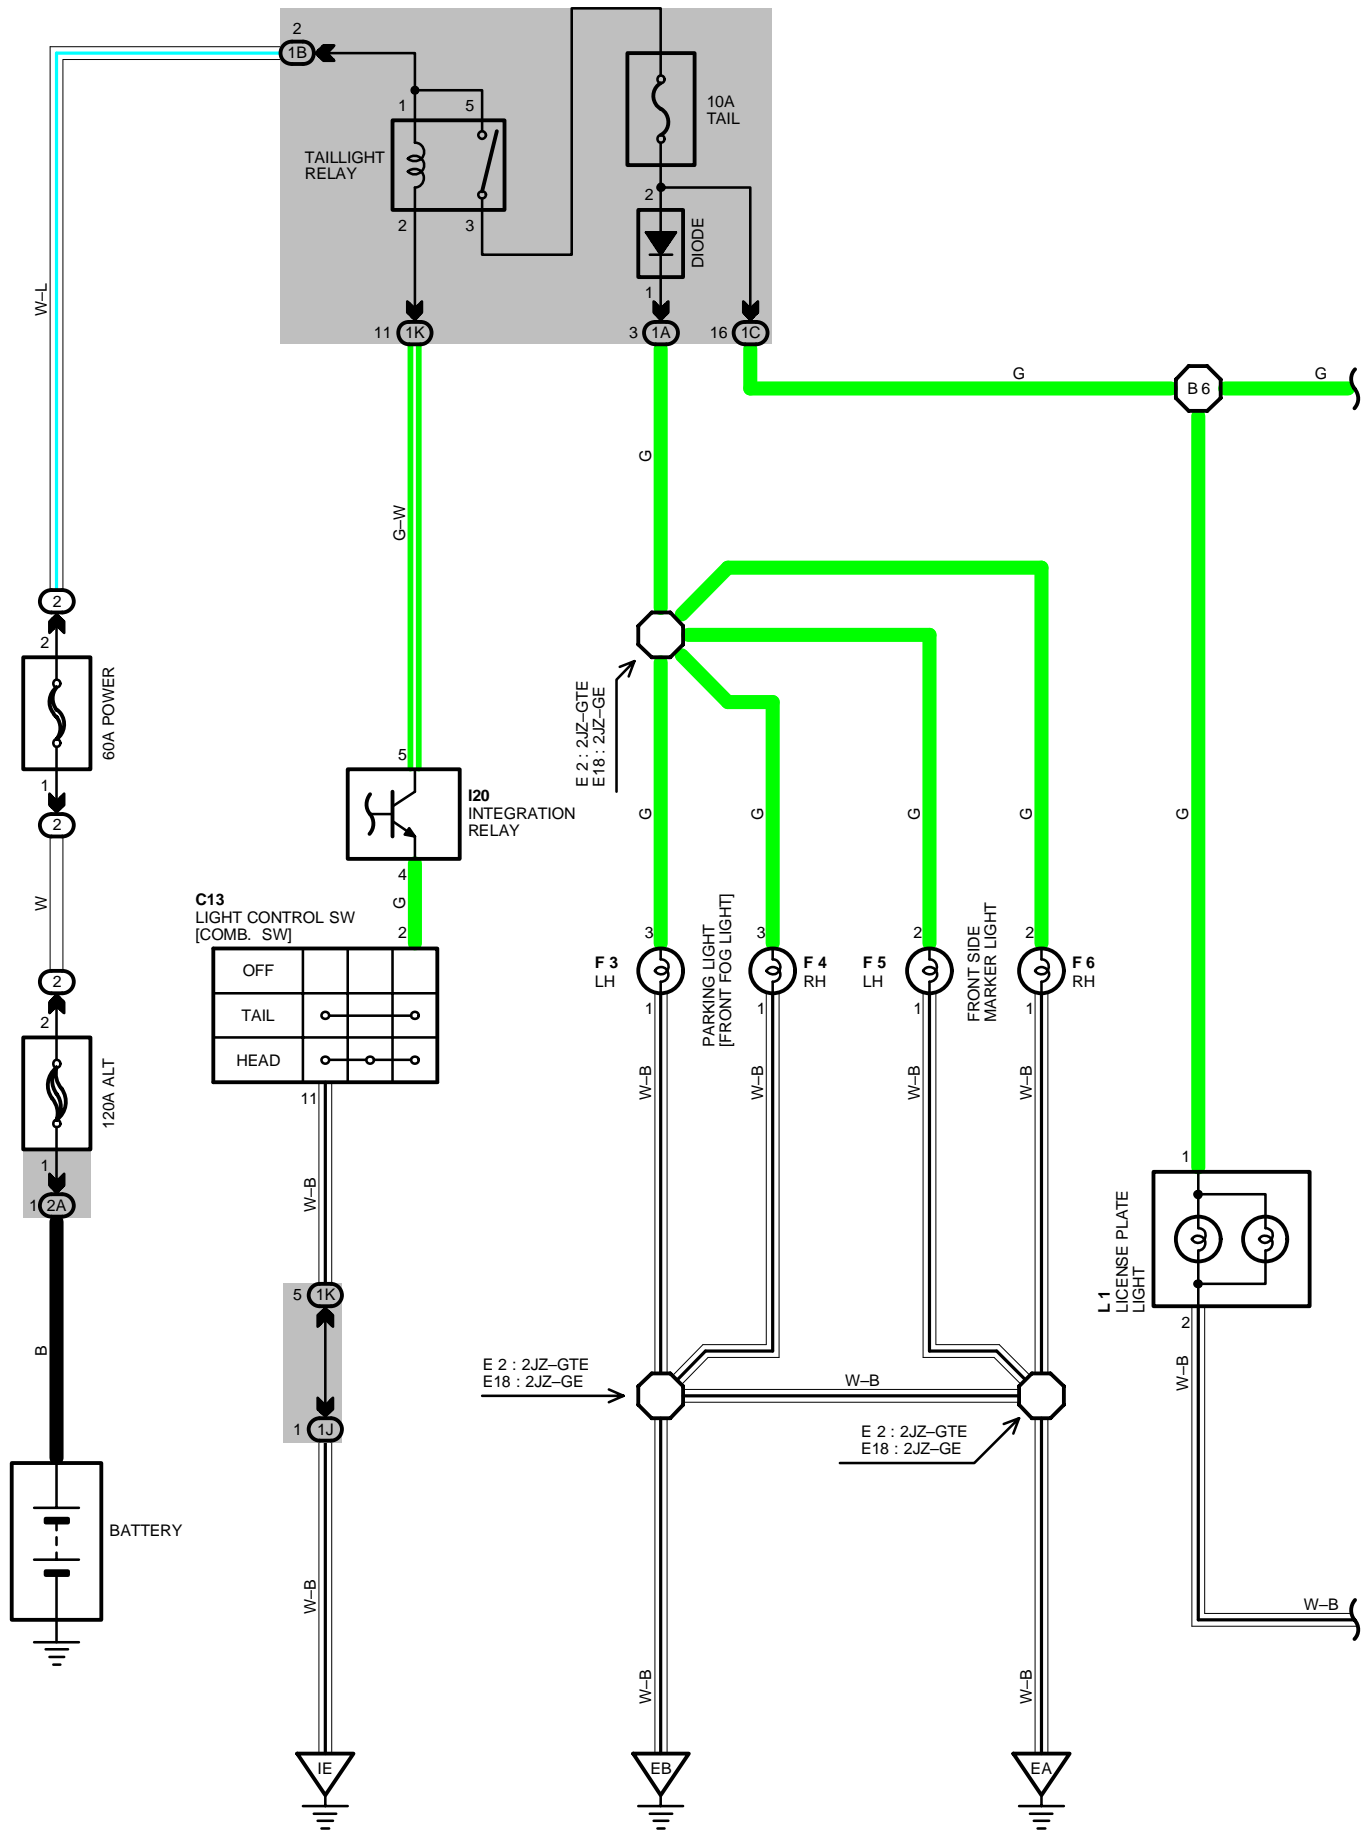 2
1B
1
5
10A
TAIL
TAILLIGHT
RELAY
2
2
3
DIODE
1
11
1K
3
1A
16
1C
W–L
G
G
B 6
G
G–W
2
2
60A POWER
1
2
E 2 : 2JZ–GTE
E18 : 2JZ–GE
5
I20
INTEGRATION
RELAY
4
G
G
G
G
G
G
W
C13
LIGHT CONTROL SW
[COMB. SW]
2
OFF
TAIL
HEAD
11
3
3
2
2
F 3
LH
PARKING LIGHT
[FRONT FOG LIGHT]
F 4
RH
F 5
LH
FRONT SIDE
MARKER LIGHT
F 6
RH
1
1
1
1
W–B
W–B
W–B
W–B
2
2
120A ALT
1
1
2A
W–B
1
L 1
LICENSE PLATE
LIGHT
2
5
1K
B
W–B
E 2 : 2JZ–GTE
E18 : 2JZ–GE
W–B
1
1J
E 2 : 2JZ–GTE
E18 : 2JZ–GE
BATTERY
W–B
W–B
W–B
W–B
IE
EB
EA